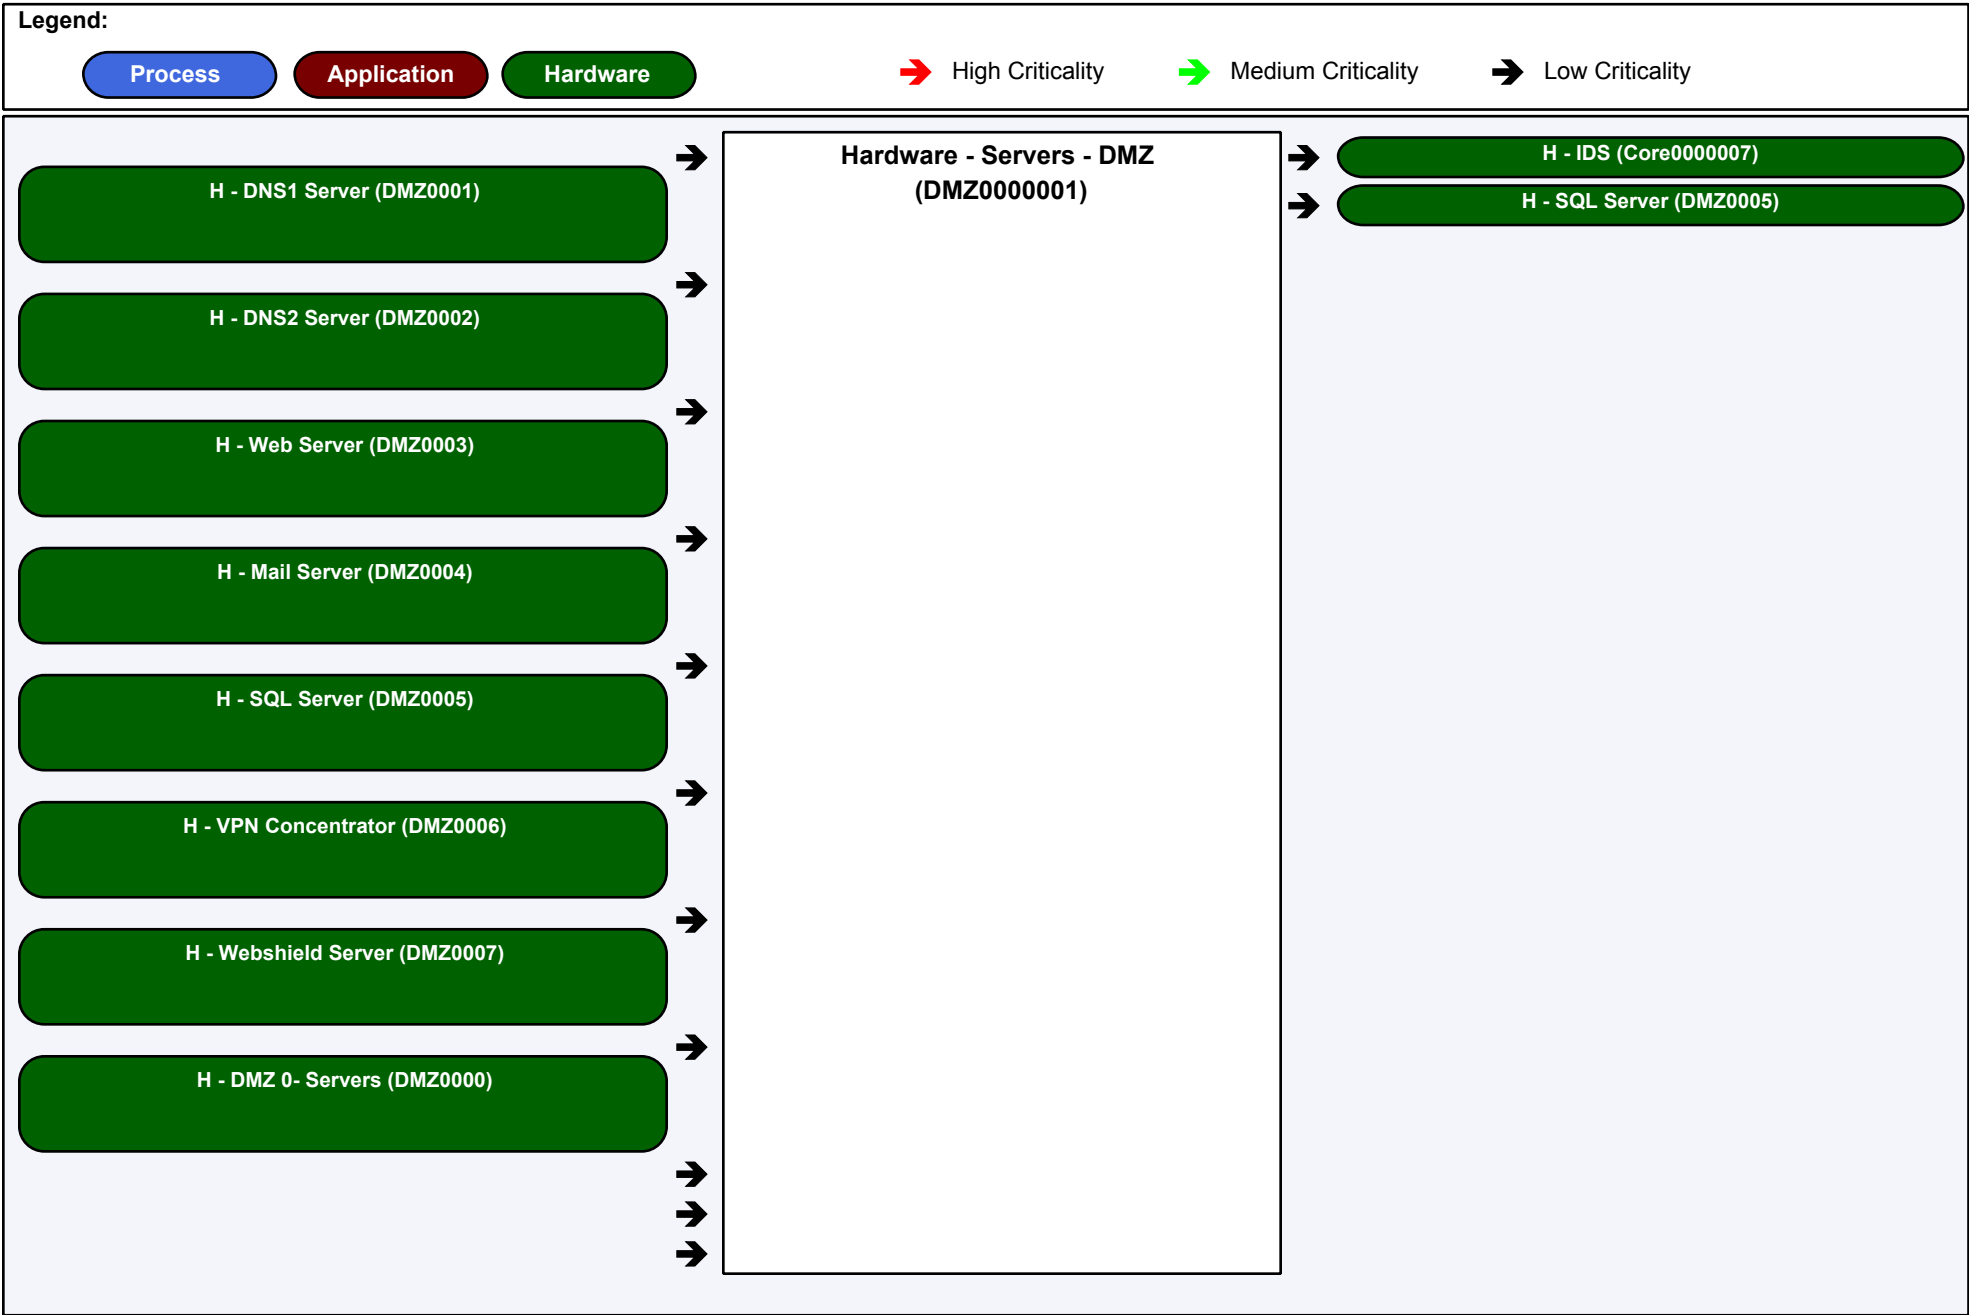 Legend:
Process
Application
Hardware
High Criticality
Medium Criticality
Low Criticality
H - DNS1 Server (DMZ0001)
H - DNS2 Server (DMZ0002)
H - Web Server (DMZ0003)
H - Mail Server (DMZ0004)
H - SQL Server (DMZ0005)
H - VPN Concentrator (DMZ0006)
H - Webshield Server (DMZ0007)
H - DMZ 0- Servers (DMZ0000)
Hardware - Servers - DMZ
(DMZ0000001)
H - IDS (Core0000007)
H - SQL Server (DMZ0005)